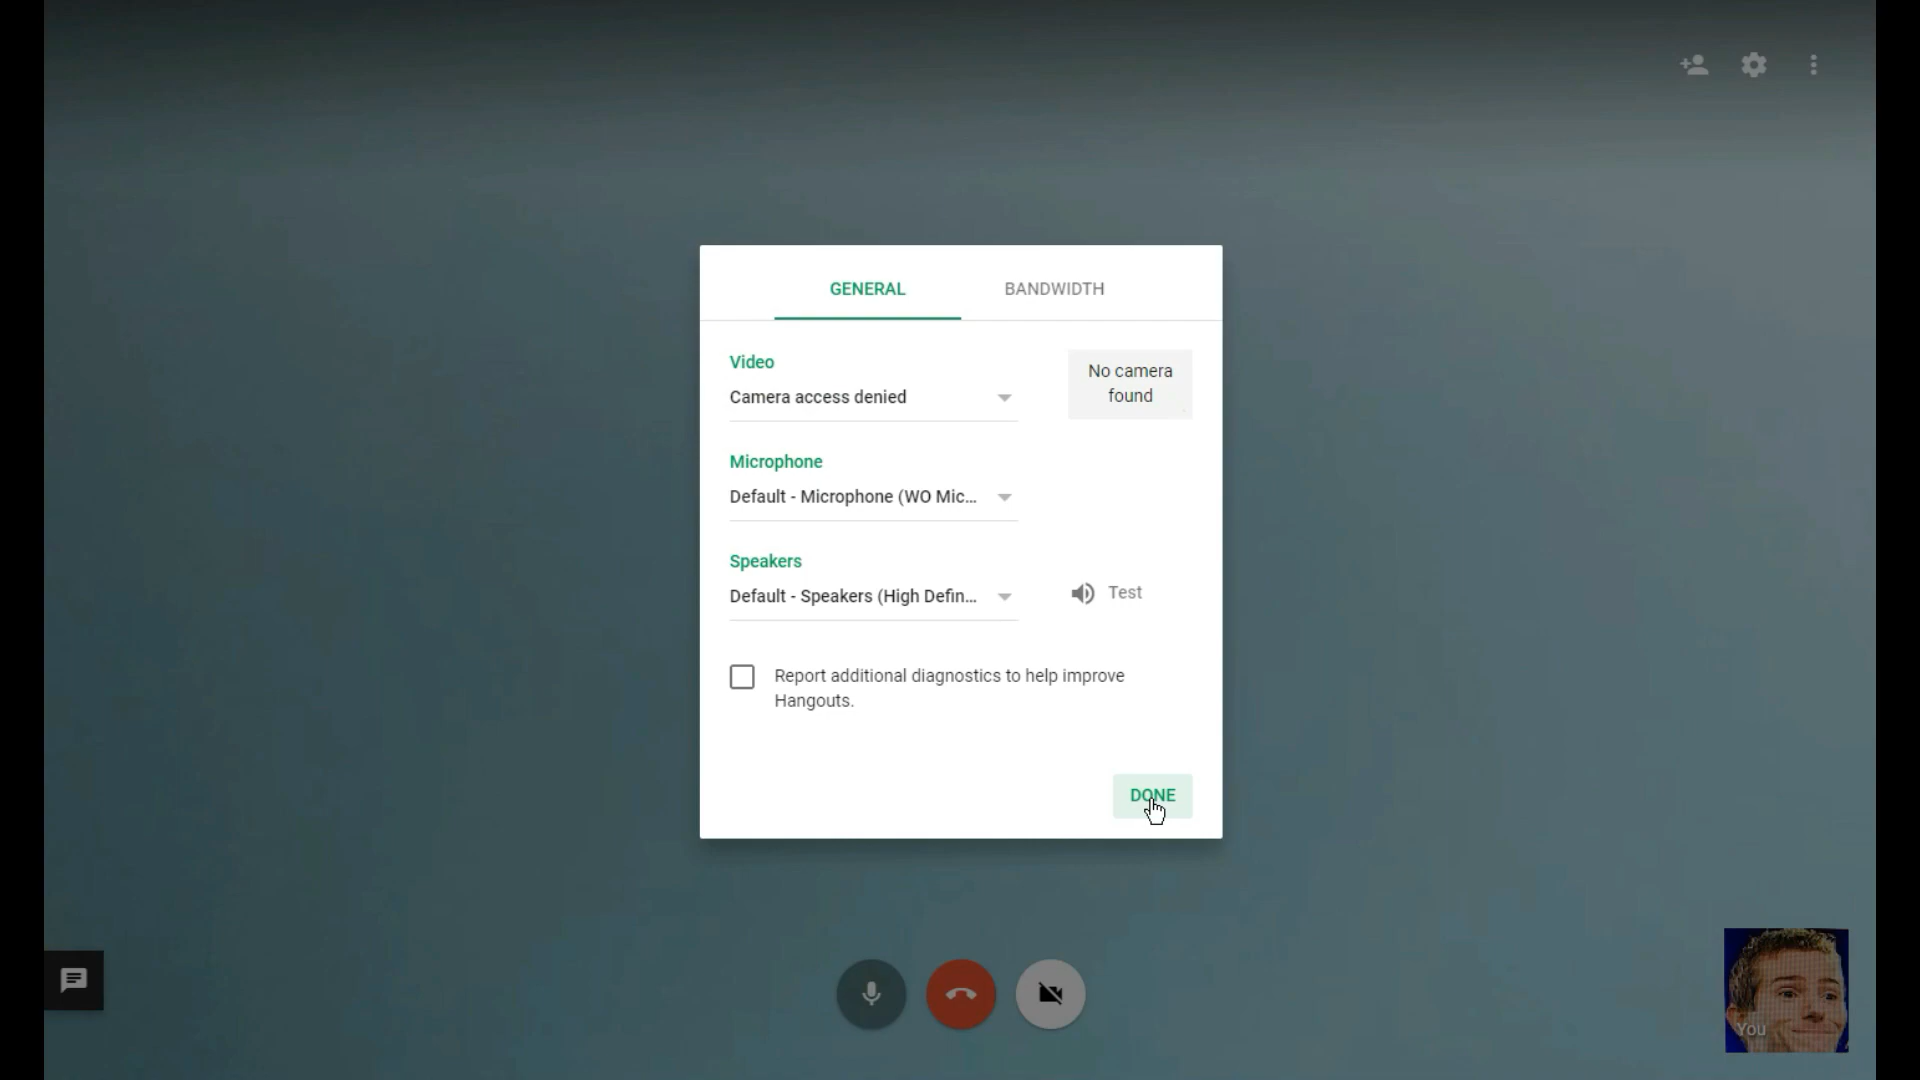 GENERAL
BANDWIDTH
Video
Camera access denied
No camera
found
Microphone
Default - Microphone (WO Mic...
Speakers
Default - Speakers (High Defin...
Test
Report additional diagnostics to help improve
Hangouts.
DONE
You